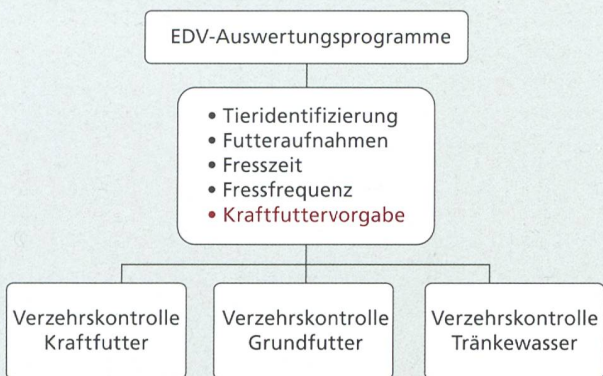 EDV-Auswertungsprogramme
• Tieridentifizierung
• Futteraufnahmen
• Fresszeit
• Fressfrequenz
• Kraftfuttervorgabe
Verzehrskontrolle
Kraftfutter
Verzehrskontrolle
Grundfutter
Verzehrskontrolle
Tränkewasser